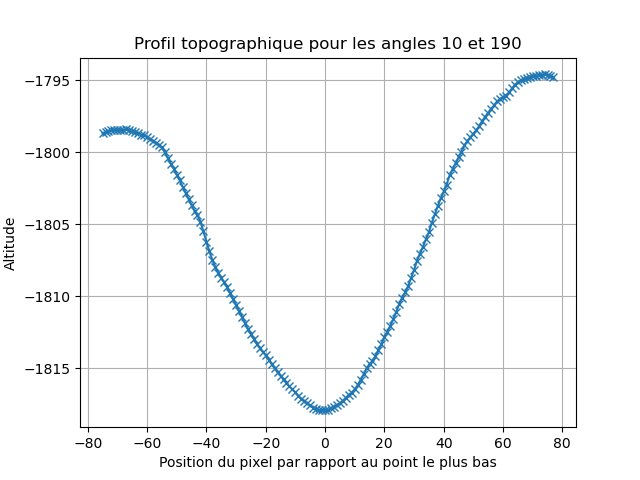 Profil topographique pour les angles 10 et 190
−1795
−1800
−1805
−1810
−1815
Altitude
−80 −60 −40 −20 0 20 40 60 80
Position du pixel par rapport au point le plus bas